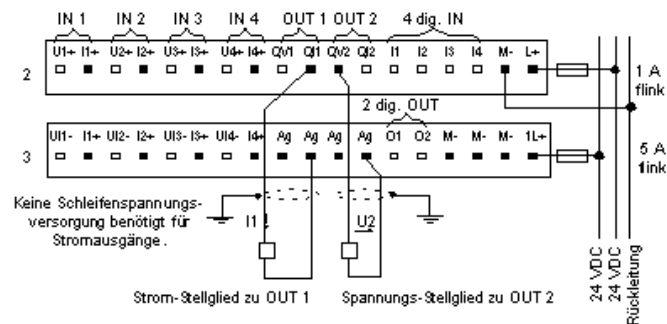 IN 1 IN 2 IN 3 IN 4 OUT 1 OUT 2 4 dig. IN
U1+ I1+ U2+ I2+ U3+ I3+ U4+ I4+ QV1 QI1 QV2 QI2 I1 I2 I3 I4 M- L+
2
1 A
flink
2 dig. OUT
UI1- I1+ UI2- I2+ UI3- I3+ UI4- I4+ Ag Ag Ag Ag O1 O2 M- M- M- 1L+
3
5 A
flink
Keine Schleifenspannungs-
versorgung benötigt für
Stromausgänge.
I1
U2
Strom-Stellglied zu OUT 1
Spannungs-Stellglied zu OUT 2
24 VDC
24 VDC
Rückleitung